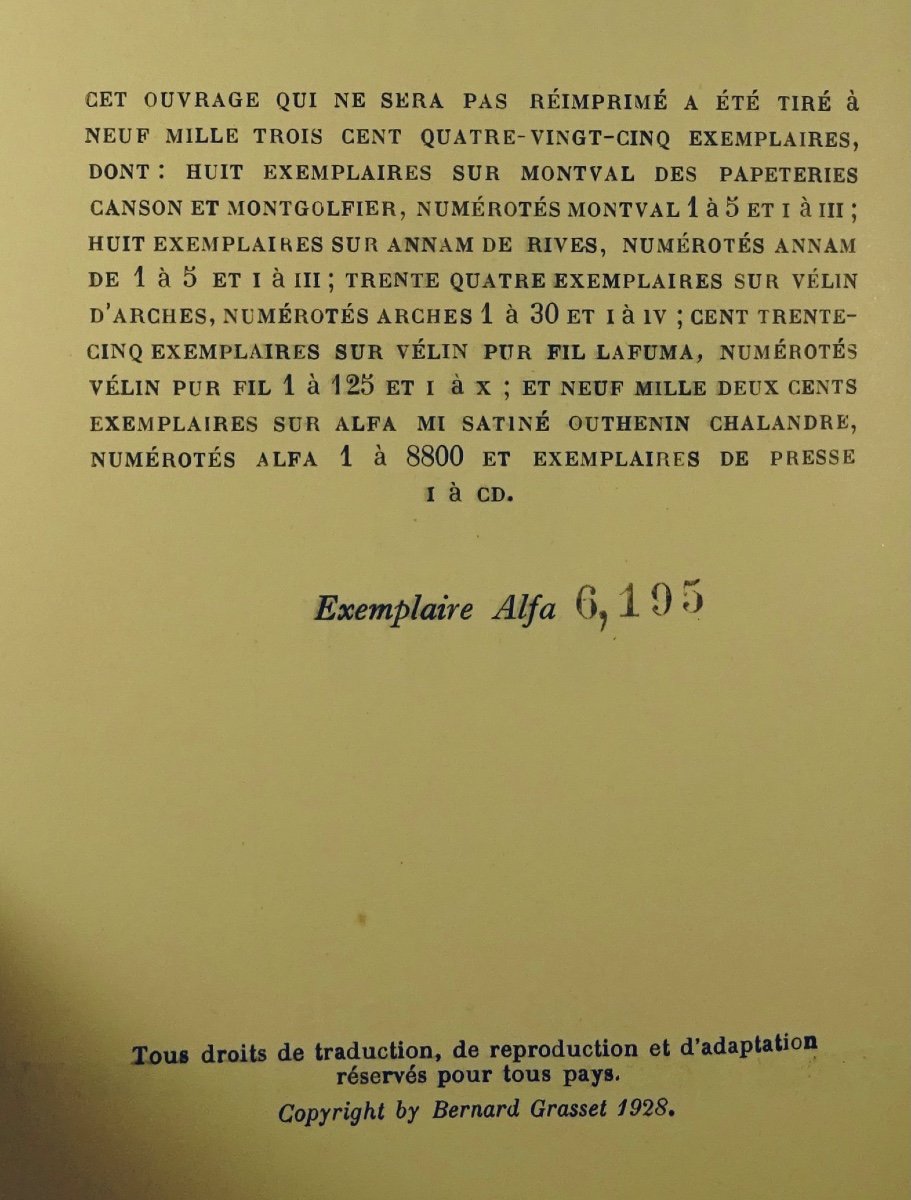 CET OUVRAGE QUI NE SERA PAS RÉIMPRIMÉ A ÉTÉ TIRÉ à
NEUF MILLE TROIS CENT QUATRE-VINGT-CINQ EXEMPLAIRES,
DONT : HUIT EXEMPLAIRES SUR MONTVAL DES PAPETERIES
CANSON ET MONTGOLFIER, NUMÉROTÉS MONTVAL 1 à 5 ET I à III ;
HUIT EXEMPLAIRES SUR ANNAM DE RIVES, NUMÉROTÉS ANNAM
DE 1 à 5 ET I à III ; TRENTE QUATRE EXEMPLAIRES SUR VÉLIN
D'ARCHES, NUMÉROTÉS ARCHES 1 à 30 ET I à IV ; CENT TRENTE-
CINQ EXEMPLAIRES SUR VÉLIN PUR FIL LAFUMA, NUMÉROTÉS
VÉLIN PUR FIL 1 à 125 ET I à X ; ET NEUF MILLE DEUX CENTS
EXEMPLAIRES SUR ALFA MI SATINÉ OUTHENIN CHALANDRE,
NUMÉROTÉS ALFA 1 à 8800 ET EXEMPLAIRES DE PRESSE
I à CD.
Exemplaire Alfa 6,195
Tous droits de traduction, de reproduction et d'adaptation
réservés pour tous pays.
Copyright by Bernard Grasset 1928.